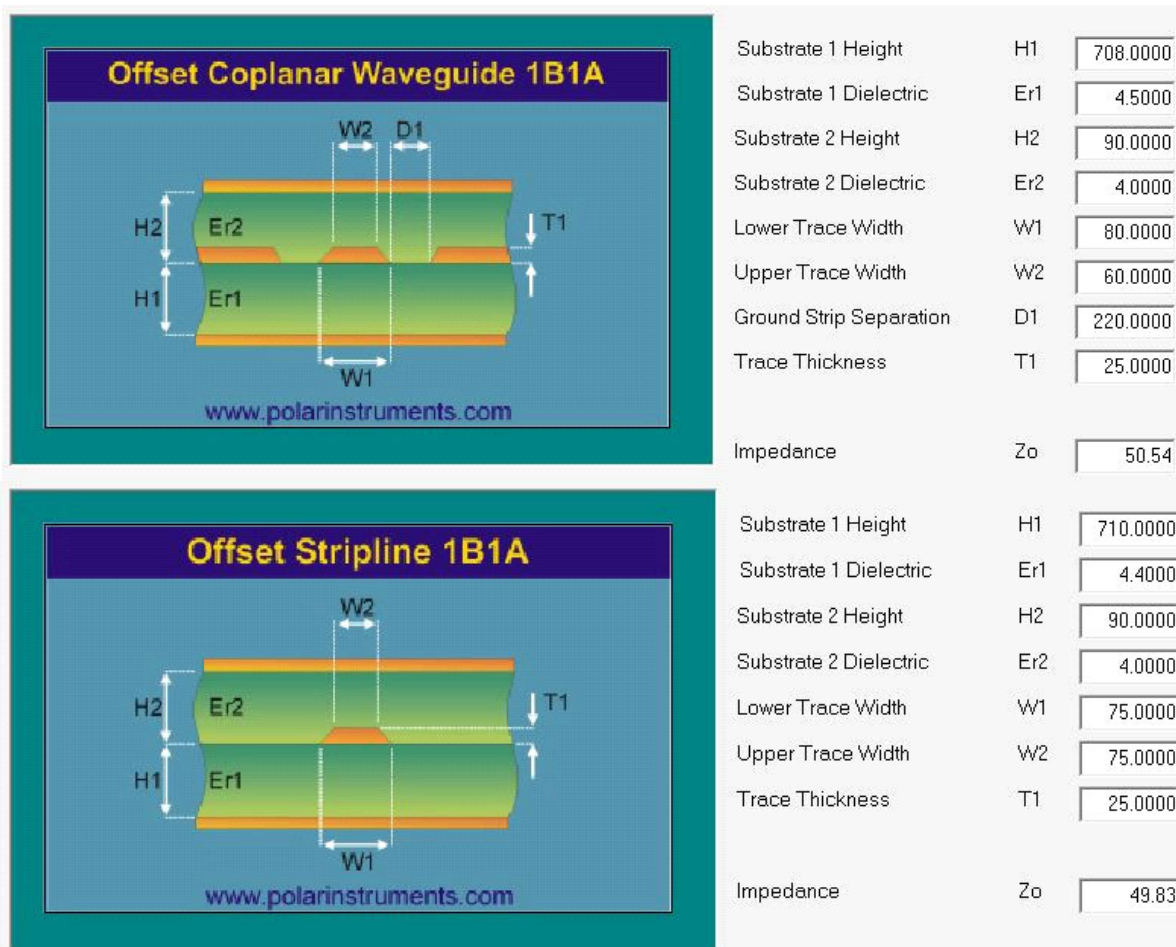 Offset Coplanar Waveguide 1B1A
W2 D1
H2 Er2 T1
H1 Er1
W1
www.polarinstruments.com
Substrate 1 Height H1 708.0000
Substrate 1 Dielectric Er1 4.5000
Substrate 2 Height H2 90.0000
Substrate 2 Dielectric Er2 4.0000
Lower Trace Width W1 80.0000
Upper Trace Width W2 60.0000
Ground Strip Separation D1 220.0000
Trace Thickness T1 25.0000
Impedance Zo 50.54
Offset Stripline 1B1A
W2
H2 Er2 T1
H1 Er1
W1
www.polarinstruments.com
Substrate 1 Height H1 710.0000
Substrate 1 Dielectric Er1 4.4000
Substrate 2 Height H2 90.0000
Substrate 2 Dielectric Er2 4.0000
Lower Trace Width W1 75.0000
Upper Trace Width W2 75.0000
Trace Thickness T1 25.0000
Impedance Zo 49.83